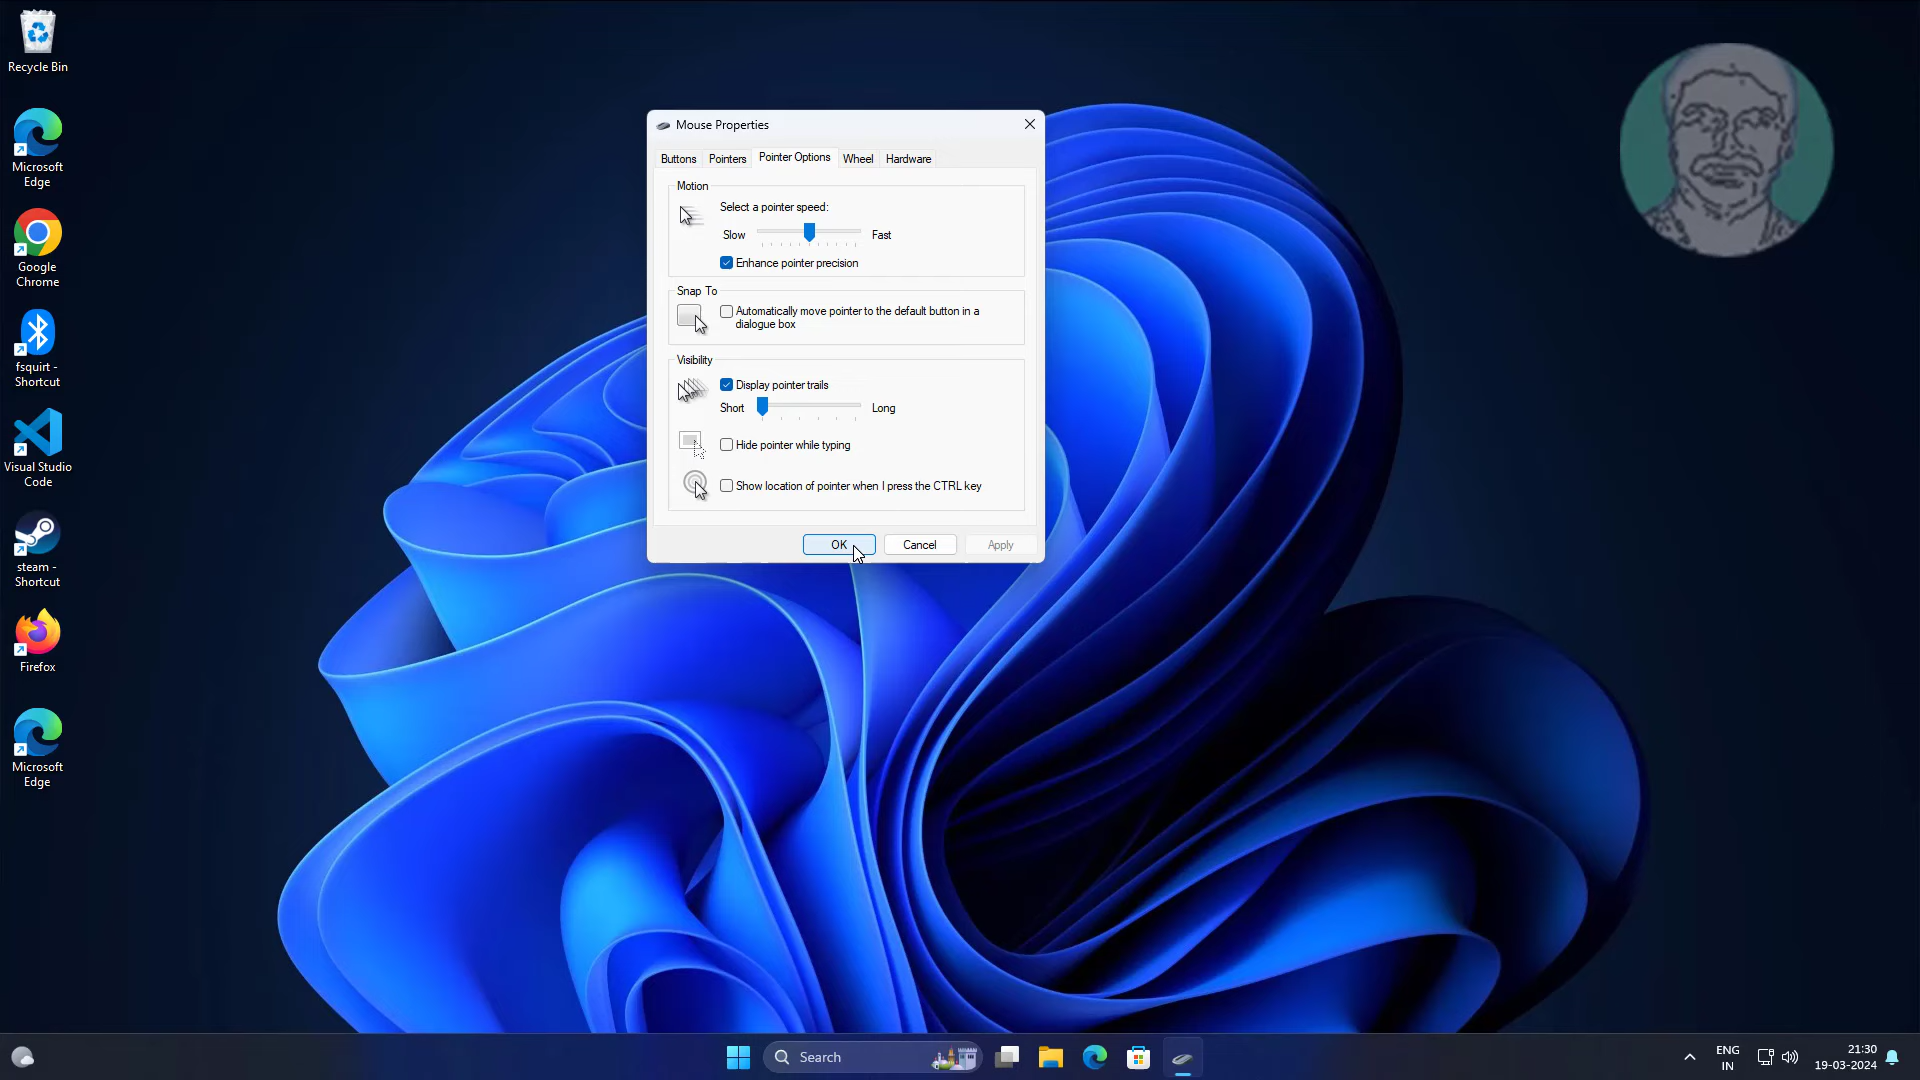 Recycle Bin
Microsoft
Edge
Google
Chrome
fsquirt -
Shortcut
Visual Studio
Code
steam -
Shortcut
Firefox
Microsoft
Edge
Mouse Properties
Buttons Pointers Pointer Options Wheel Hardware
Motion
Select a pointer speed:
Slow Fast
Enhance pointer precision
Snap To
Automatically move pointer to the default button in a
dialogue box
Visibility
Display pointer trails
Short Long
Hide pointer while typing
Show location of pointer when I press the CTRL key
OK Cancel Apply
Search
ENG
IN
21:30
19-03-2024